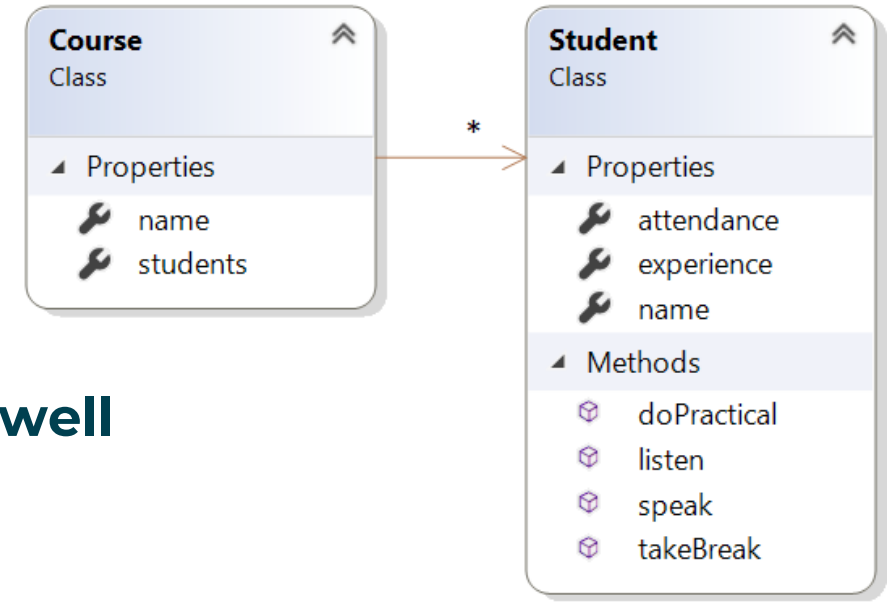 Course
Class
Properties
name
students
*
Student
Class
Properties
attendance
experience
name
Methods
doPractical
listen
speak
takeBreak
well